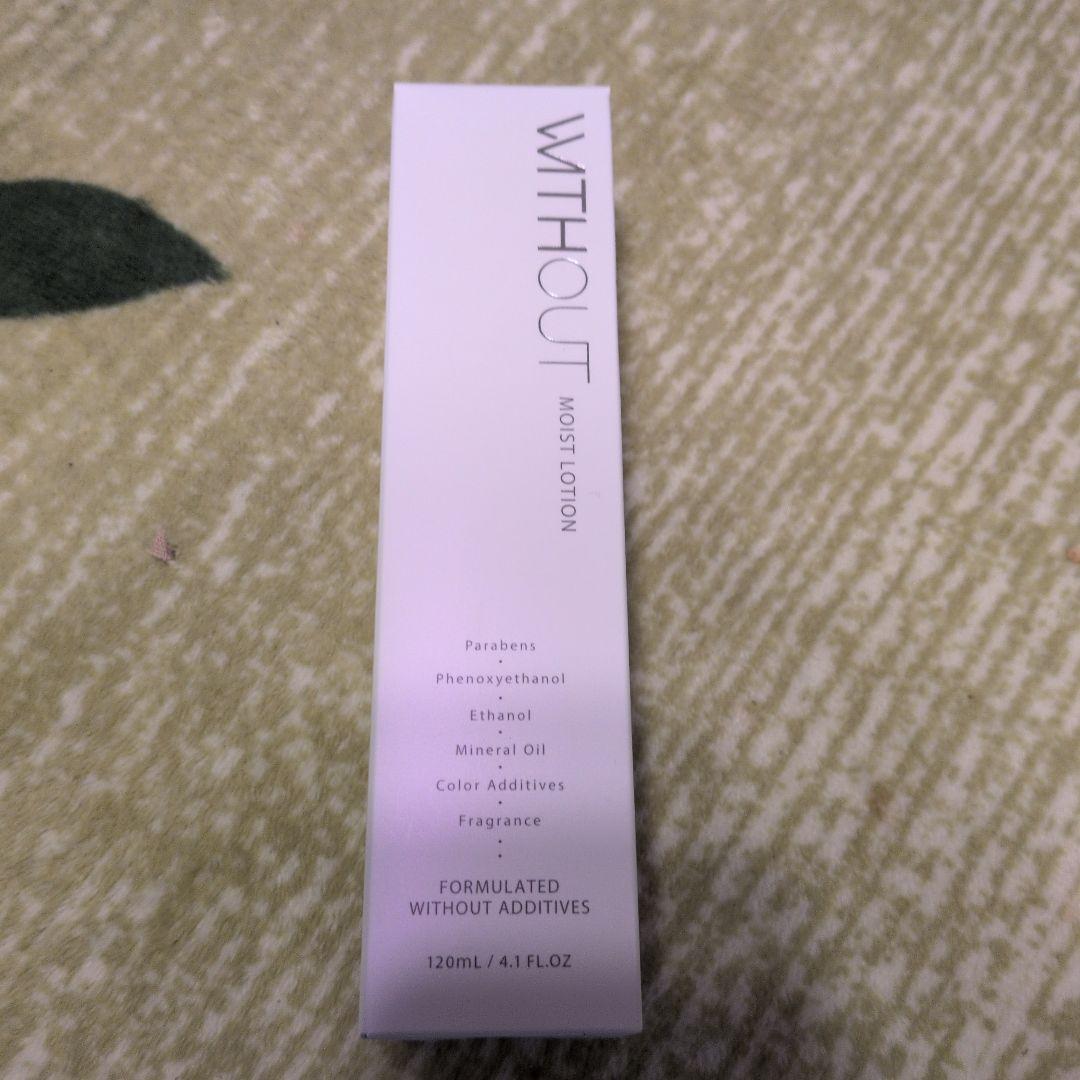 WITHOUT
MOIST LOTION
Parabens
Phenoxyethanol
Ethanol
Mineral Oil
Color Additives
Fragrance
FORMULATED
WITHOUT ADDITIVES
120mL / 4.1 FL.OZ